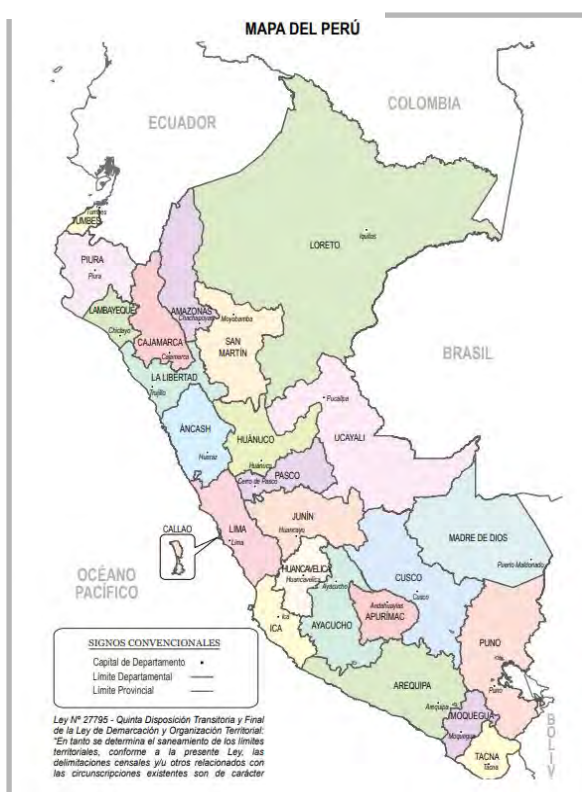 MAPA DEL PERÚ
COLOMBIA
ECUADOR
Tumbes
TUMBES
LORETO
Iquitos
PIURA
Piura
AMAZONAS
Chachapoyas
Moyobamba
LAMBAYEQUE
Chiclayo
CAJAMARCA
Cajamarca
SAN
MARTÍN
BRASIL
LA LIBERTAD
Trujillo
Pucallpa
ÁNCASH
Huaraz
HUÁNUCO
Huánuco
UCAYALI
PASCO
Cerro de Pasco
JUNÍN
Huancayo
CALLAO
LIMA
Lima
MADRE DE DIOS
Puerto Maldonado
HUANCAVELICA
Huancavelica
CUSCO
Cusco
OCÉANO
PACÍFICO
Ayacucho
AYACUCHO
Andahuaylas
APURÍMAC
ICA
Ica
PUNO
Puno
AREQUIPA
Arequipa
MOQUEGUA
Moquegua
TACNA
Tacna
BOLIV
SIGNOS CONVENCIONALES
Capital de Departamento
Límite Departamental
Límite Provincial
Ley Nº 27795 - Quinta Disposición Transitoria y Final
de la Ley de Demarcación y Organización Territorial:
"En tanto se determina el saneamiento de los límites
territoriales, conforme a la presente Ley, las
delimitaciones censales y/u otros relacionados con
las circunscripciones existentes son de carácter